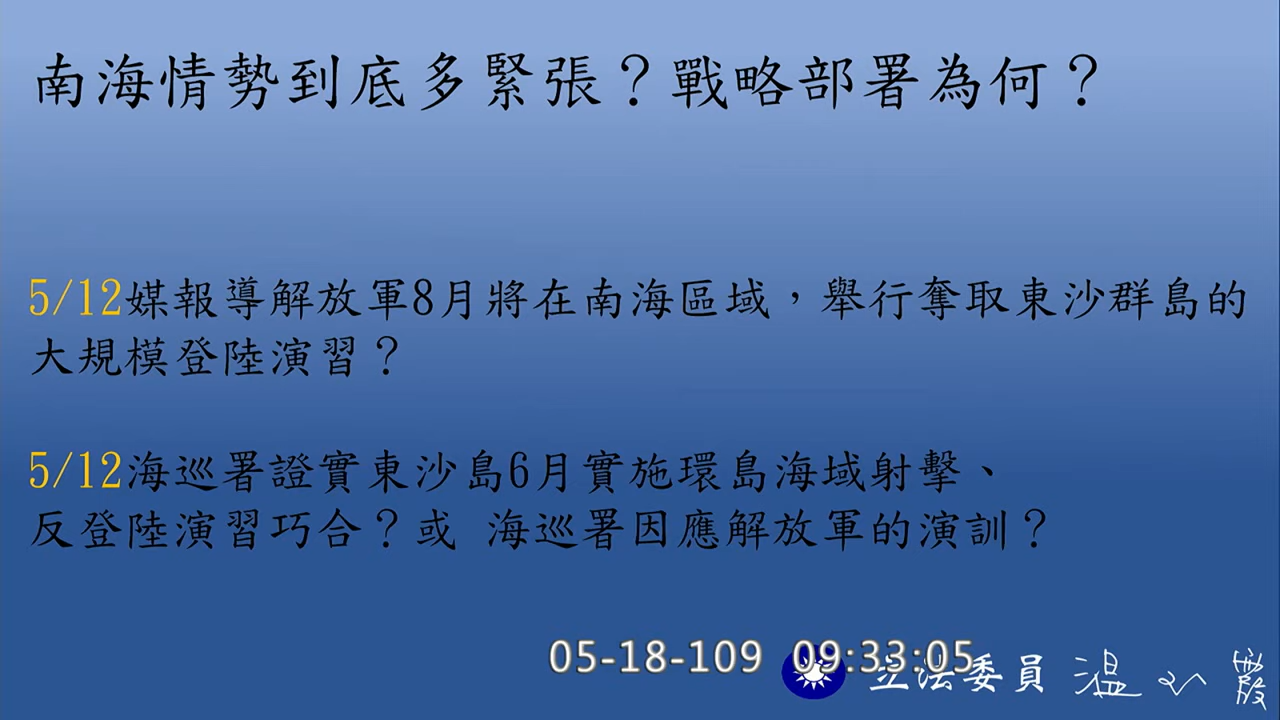 南海情勢到底多緊張？戰略部署為何？
5/12媒報導解放軍8月將在南海區域，舉行奪取東沙群島的
大規模登陸演習？
5/12海巡署證實東沙島6月實施環島海域射擊、
反登陸演習巧合？或 海巡署因應解放軍的演訓？
05-18-109 09:33:05
立法委員 溫玉霞